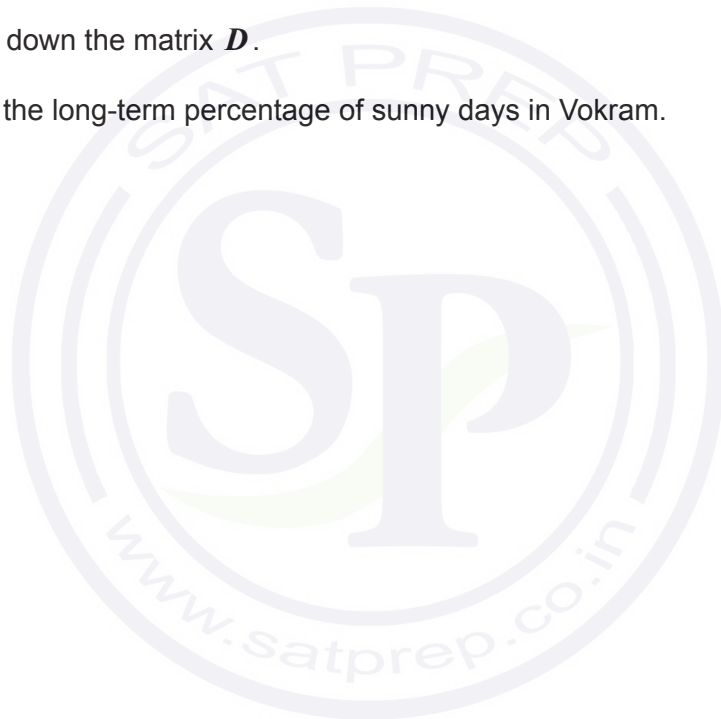 down the matrix D.
the long-term percentage of sunny days in Vokram.
SAT PREP
SP
www.satprep.co.in